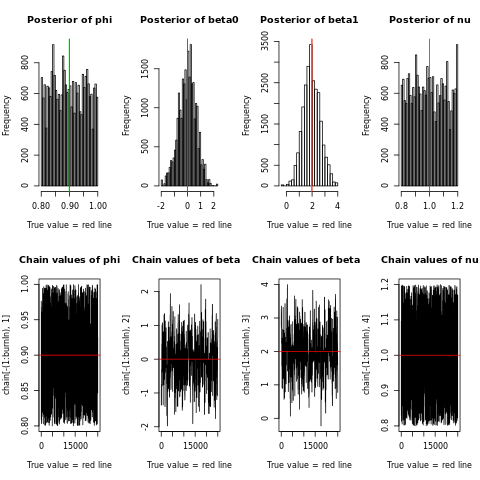 Posterior of phi
Posterior of beta0
Posterior of beta1
Posterior of nu
Frequency
0 200 400 600 800
0.80 0.90 1.00
True value = red line
Frequency
0 500 1000 1500
-2 0 1 2
True value = red line
Frequency
0 500 1500 2500 3500
0 2 4
True value = red line
Frequency
0 200 400 600 800
0.8 1.0 1.2
True value = red line
Chain values of phi
Chain values of beta
Chain values of beta
Chain values of nu
chain[-(1:burnIn), 1]
0.80 0.85 0.90 0.95 1.00
0 15000
True value = red line
chain[-(1:burnIn), 2]
-2 -1 0 1 2
0 15000
True value = red line
chain[-(1:burnIn), 3]
0 1 2 3 4
0 15000
True value = red line
chain[-(1:burnIn), 4]
0.8 0.9 1.0 1.1 1.2
0 15000
True value = red line